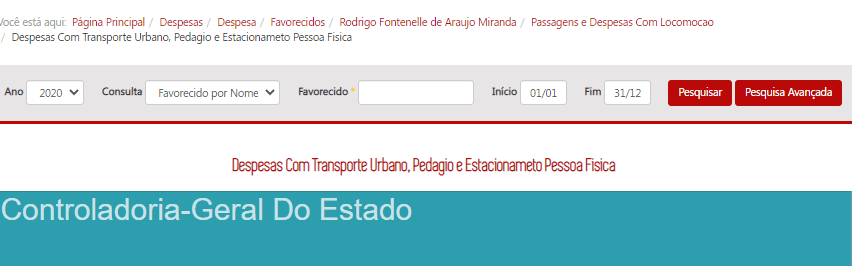 Você está aqui: Página Principal / Despesas / Despesa / Favorecidos / Rodrigo Fontenelle de Araujo Miranda / Passagens e Despesas Com Locomocao
/ Despesas Com Transporte Urbano, Pedagio e Estacionameto Pessoa Fisica
Ano 2020 Consulta Favorecido por Nome Favorecido * Início 01/01 Fim 31/12 Pesquisar Pesquisa Avançada
Despesas Com Transporte Urbano, Pedagio e Estacionameto Pessoa Fisica
Controladoria-Geral Do Estado